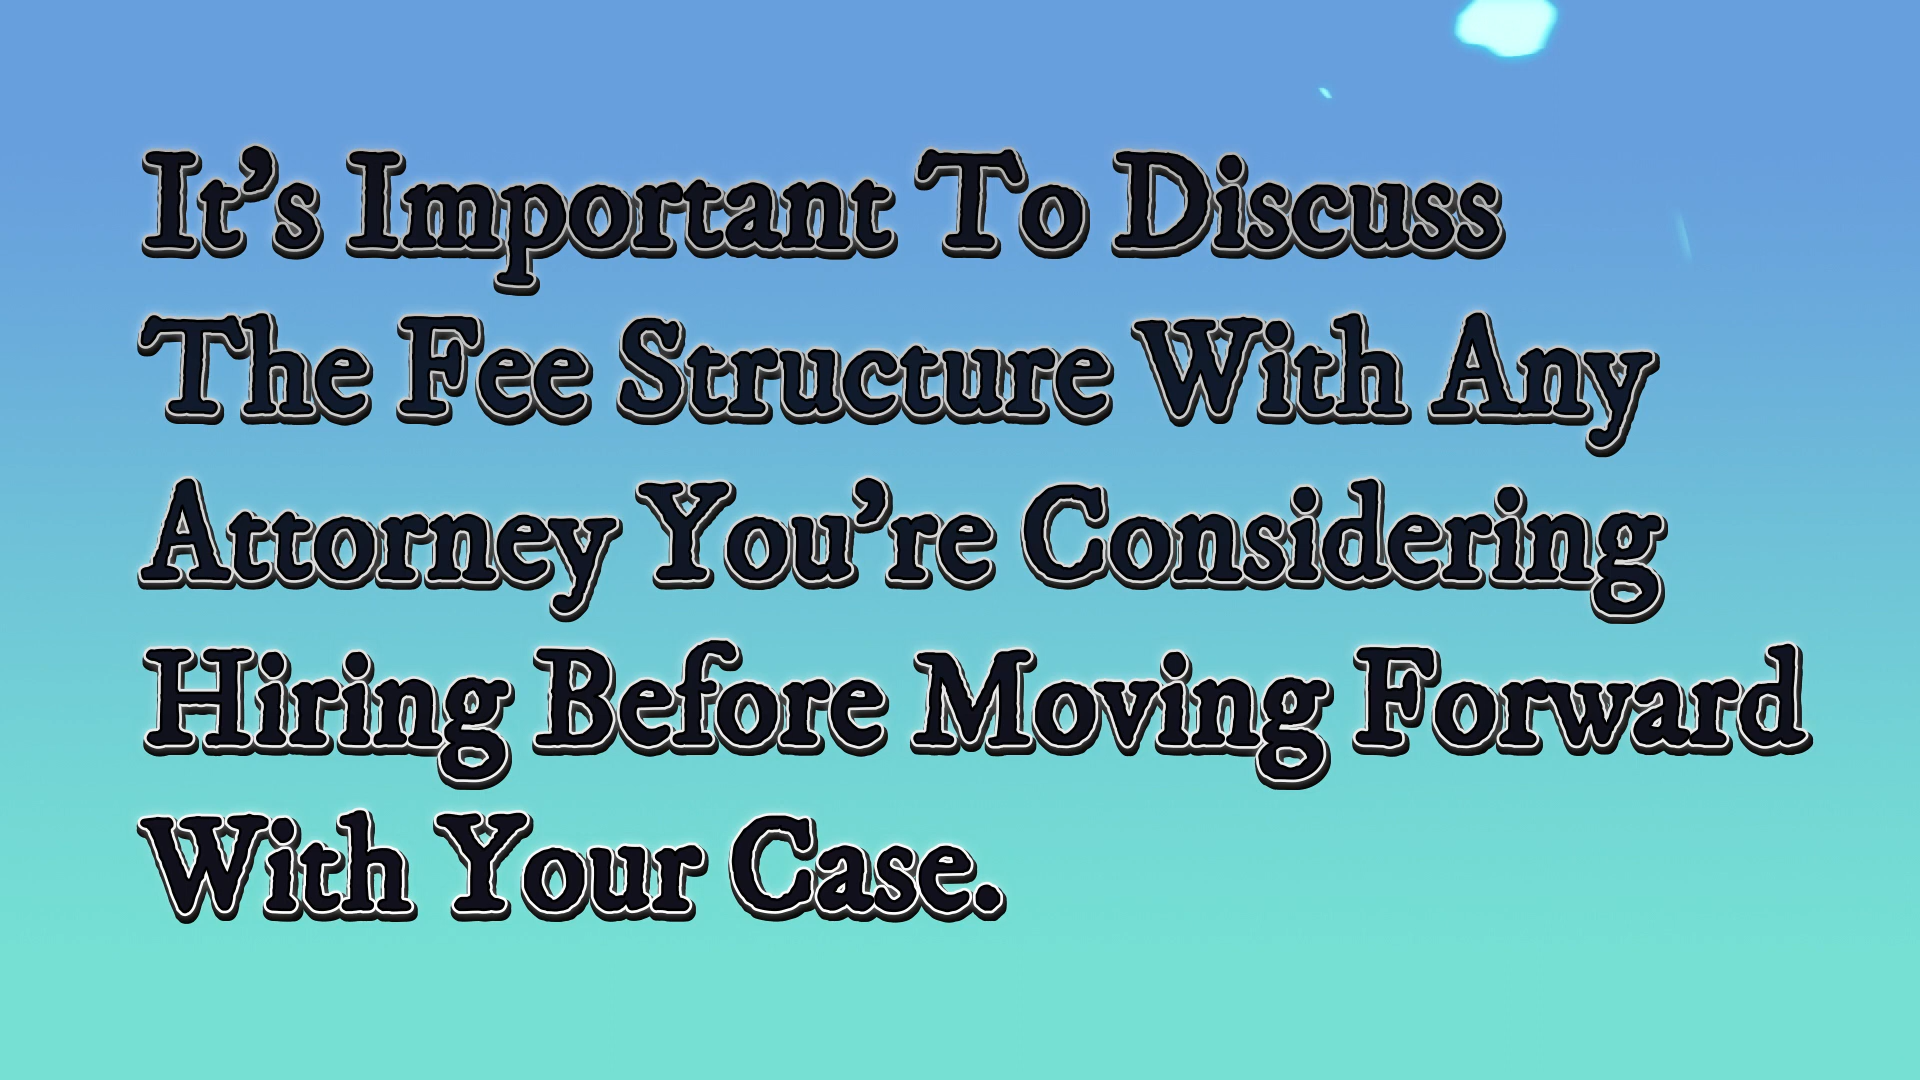 It’s Important To Discuss
The Fee Structure With Any
Attorney You’re Considering
Hiring Before Moving Forward
With Your Case.